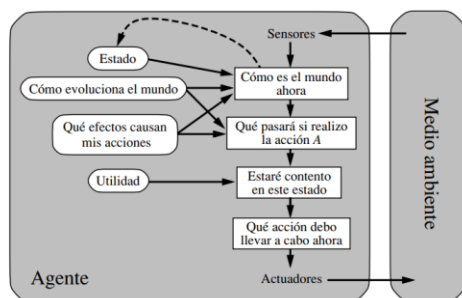 Sensores
Estado
Cómo es el mundo
ahora
Cómo evoluciona el mundo
Qué pasará si realizo
la acción A
Qué efectos causan
mis acciones
Utilidad
Estaré contento
en este estado
Qué acción debo
llevar a cabo ahora
Agente
Actuadores
Medio ambiente